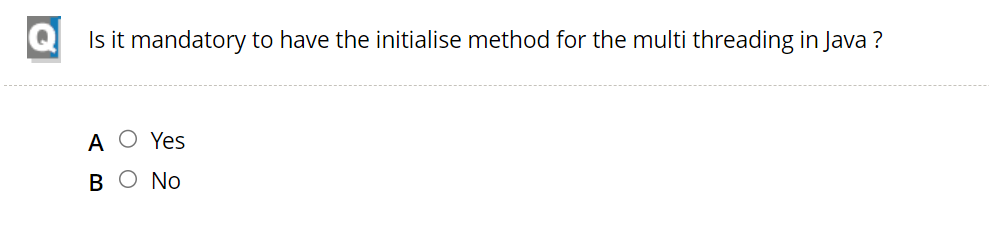 Q Is it mandatory to have the initialise method for the multi threading in Java ?
A Yes
B No